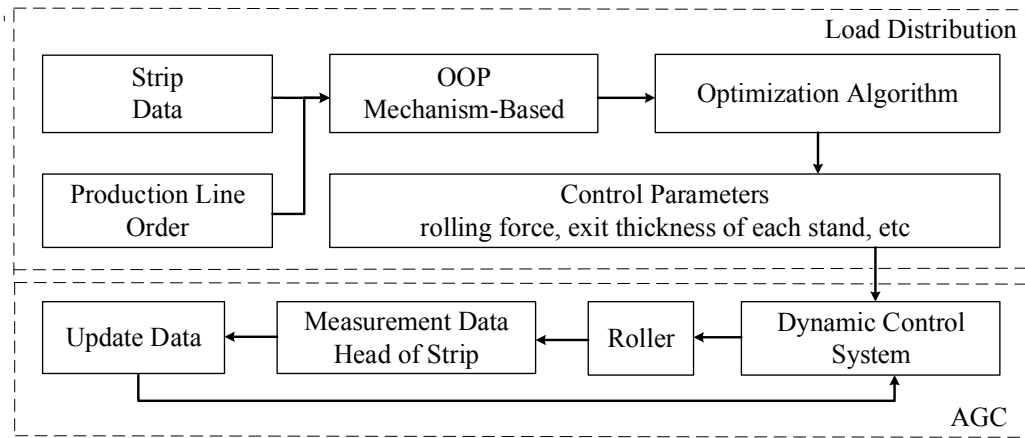 Load Distribution
Strip
Data
OOP
Mechanism-Based
Optimization Algorithm
Production Line
Order
Control Parameters
rolling force, exit thickness of each stand, etc
Update Data
Measurement Data
Head of Strip
Roller
Dynamic Control
System
AGC